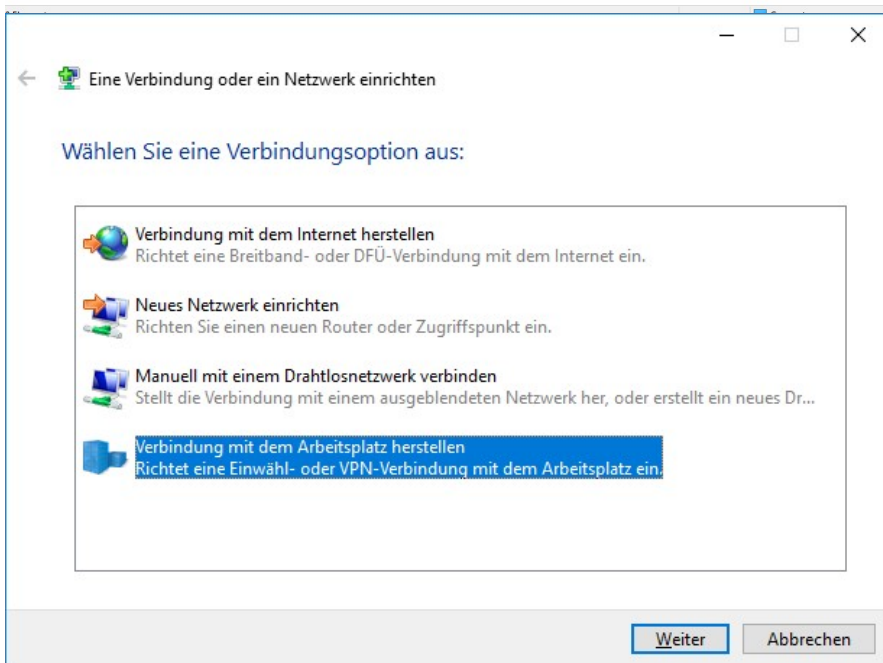 Eine Verbindung oder ein Netzwerk einrichten
Wählen Sie eine Verbindungsoption aus:
Verbindung mit dem Internet herstellen
Richtet eine Breitband- oder DFÜ-Verbindung mit dem Internet ein.
Neues Netzwerk einrichten
Richten Sie einen neuen Router oder Zugriffspunkt ein.
Manuell mit einem Drahtlosnetzwerk verbinden
Stellt die Verbindung mit einem ausgeblendeten Netzwerk her, oder erstellt ein neues Dr...
Verbindung mit dem Arbeitsplatz herstellen
Richtet eine Einwähl- oder VPN-Verbindung mit dem Arbeitsplatz ein.
Weiter
Abbrechen